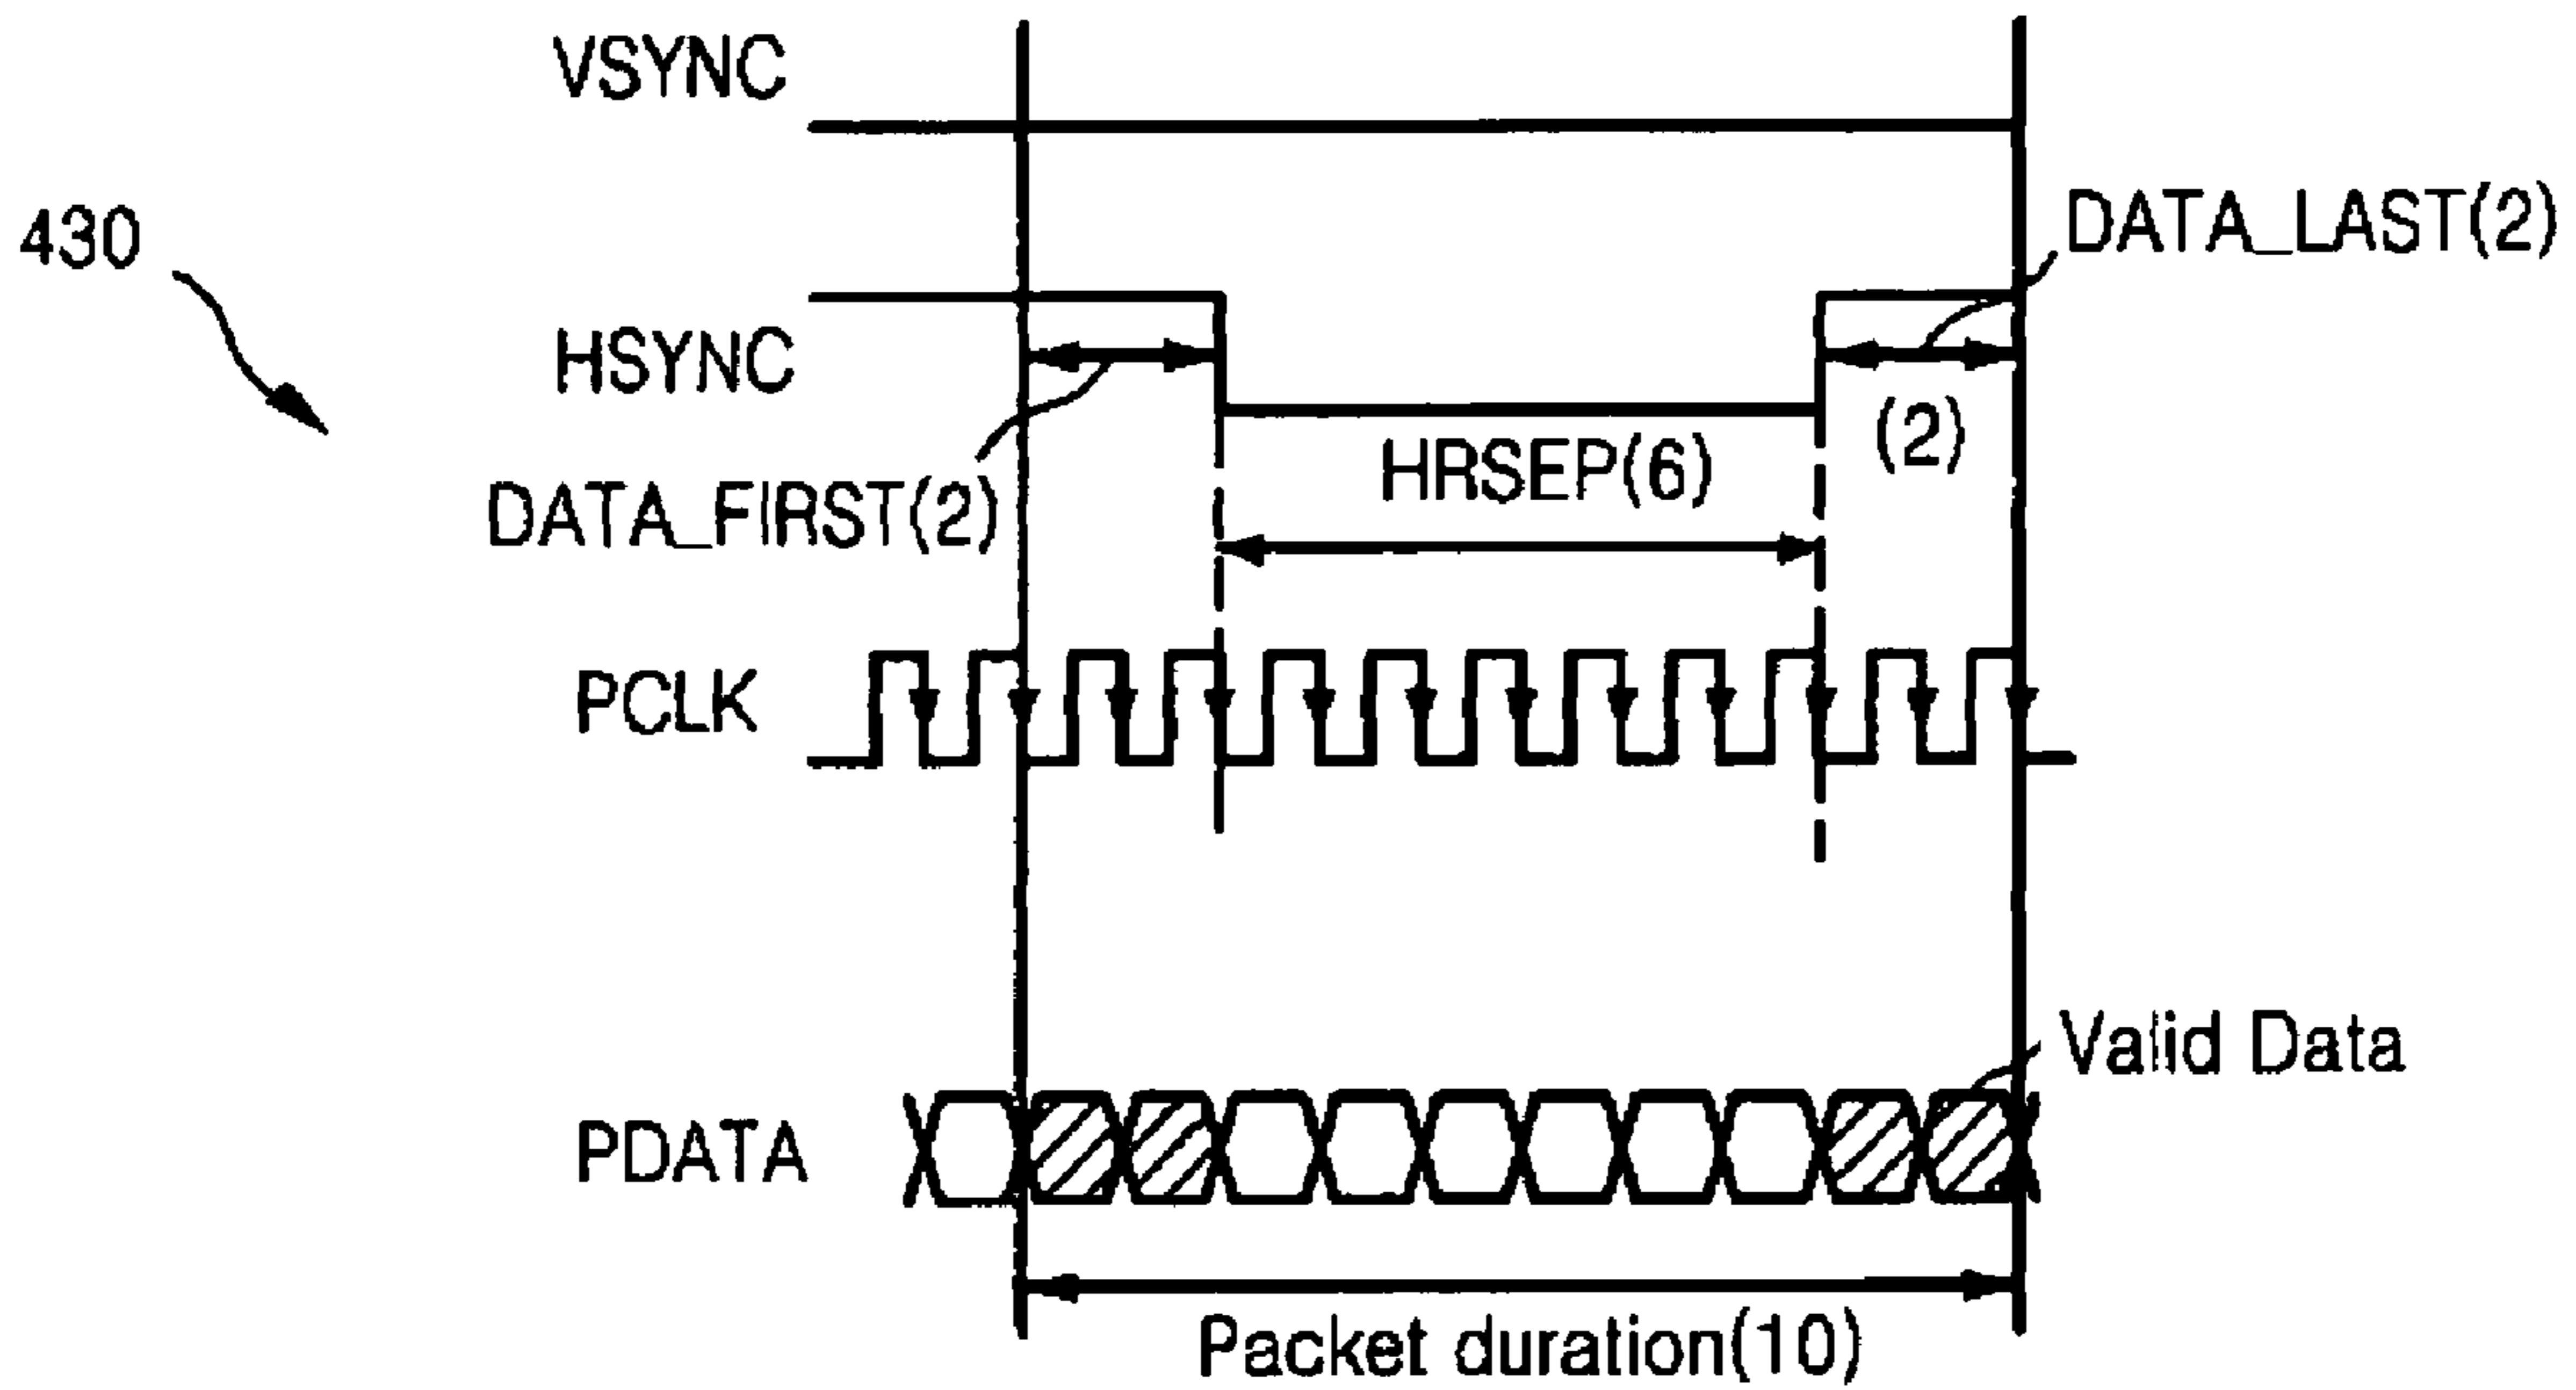 VSYNC
430
DATA_LAST(2)
HSYNC
(2)
HRSEP(6)
DATA_FIRST(2)
PCLK
Valid Data
PDATA
Packet duration(10)